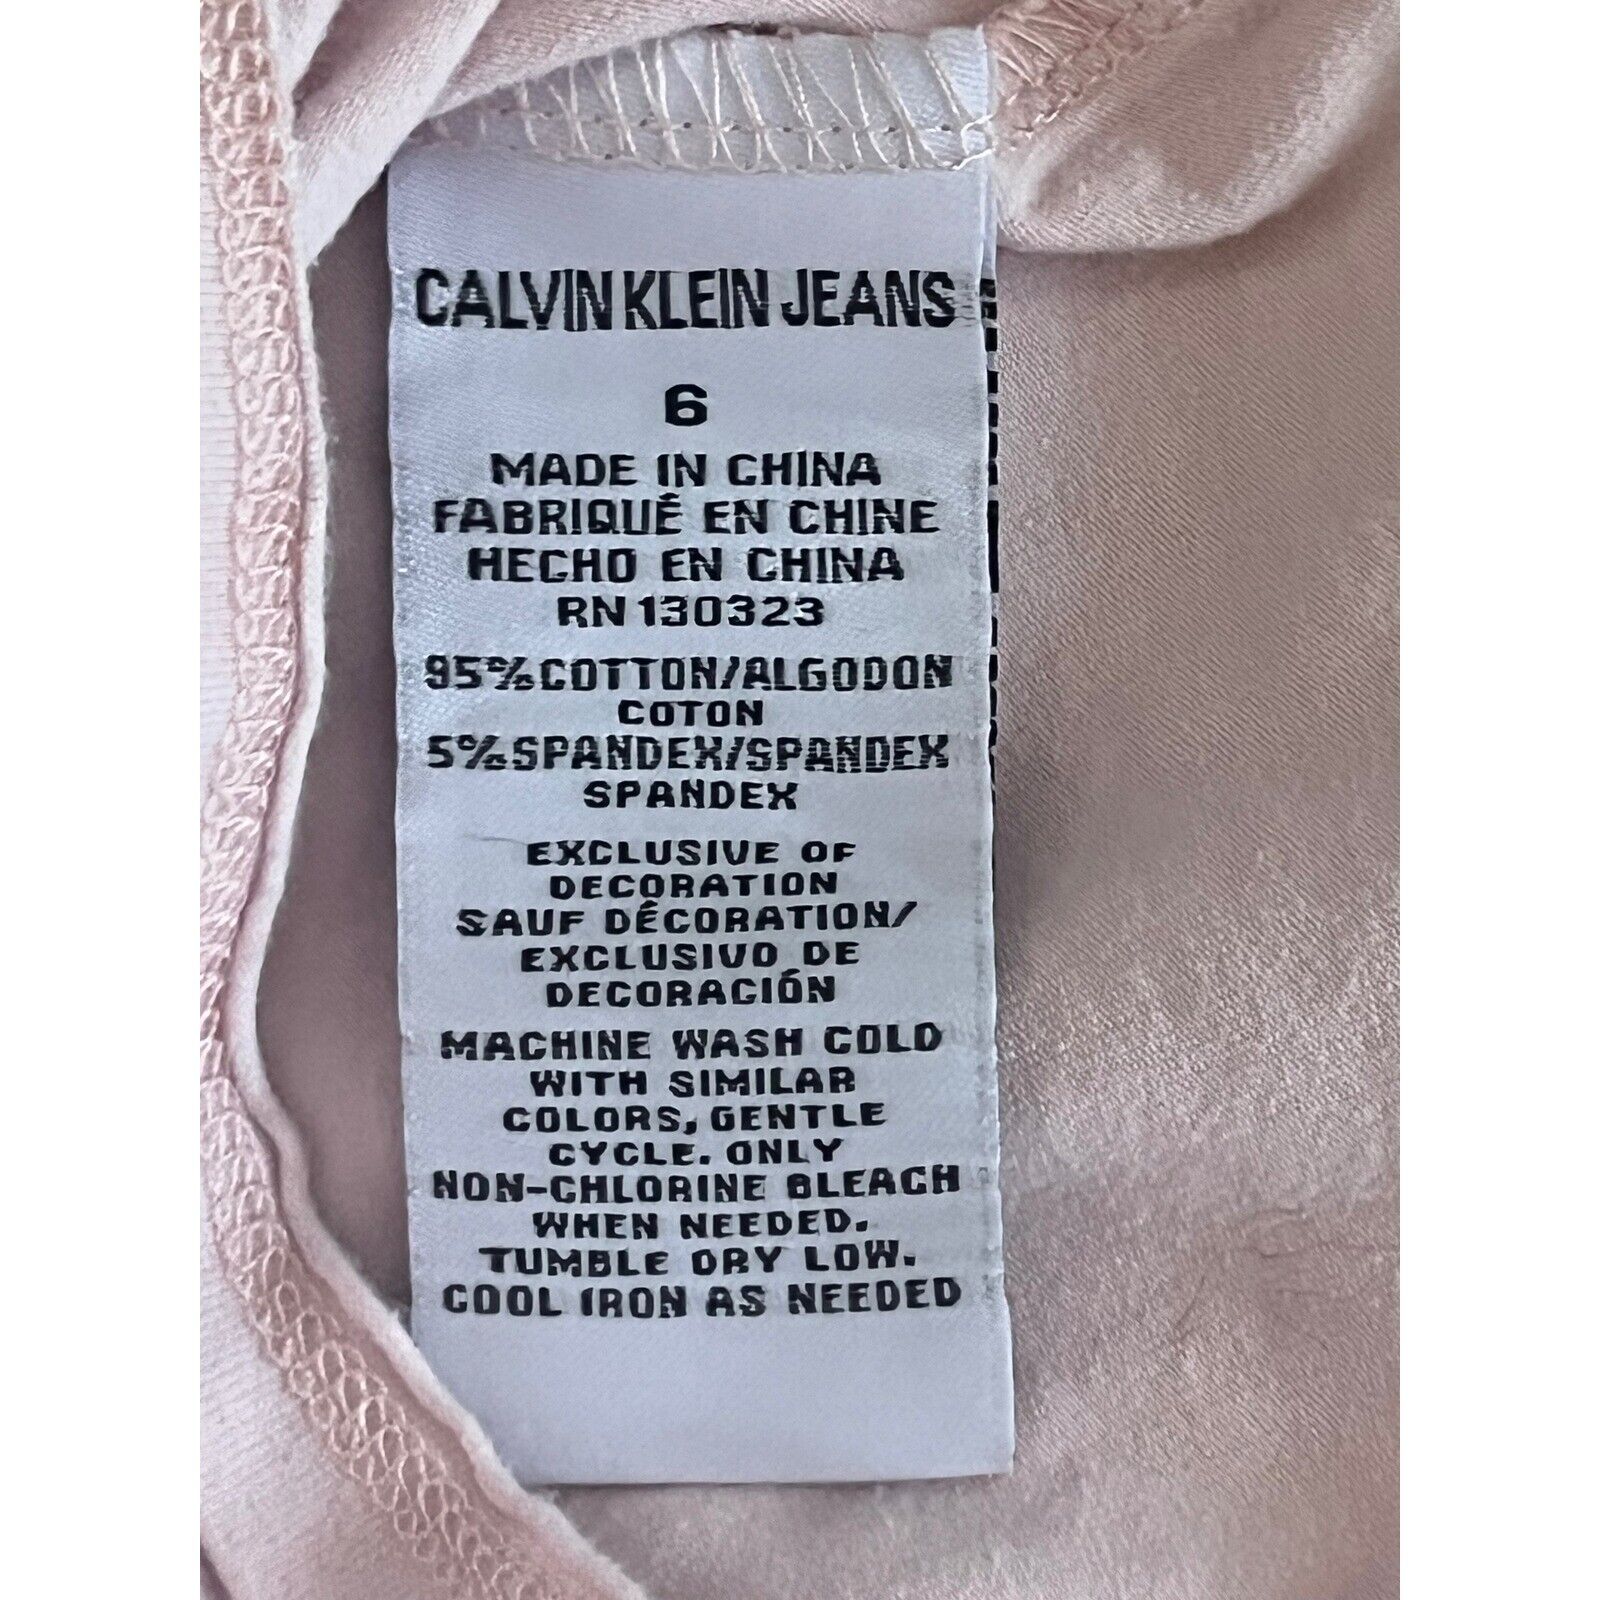 CALVIN KLEIN JEANS
6
MADE IN CHINA
FABRIQUÉ EN CHINE
HECHO EN CHINA
RN 130323
95% COTTON/ALGODON
COTON
5% SPANDEX/SPANDEX
SPANDEX
EXCLUSIVE OF
DECORATION
SAUF DÉCORATION/
EXCLUSIVO DE
DECORACIÓN
MACHINE WASH COLD
WITH SIMILAR
COLORS, GENTLE
CYCLE. ONLY
NON-CHLORINE BLEACH
WHEN NEEDED.
TUMBLE DRY LOW.
COOL IRON AS NEEDED